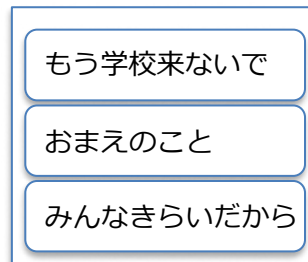 もう学校来ないで
おまえのこと
みんなきらいだから